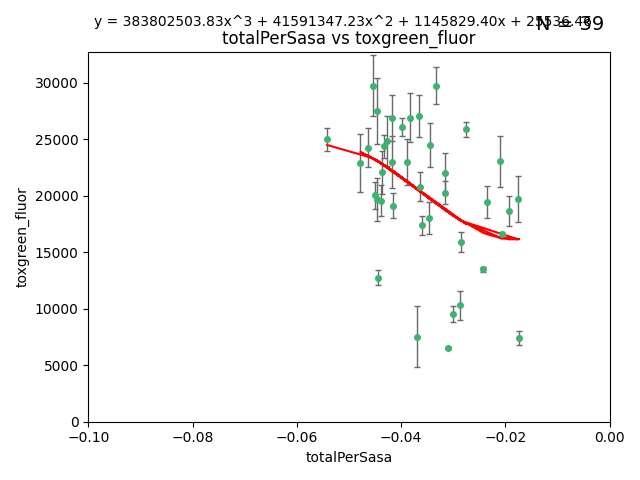 y = 383802503.83x^3 + 41591347.23x^2 + 1145829.40x + 25536.46
N = 39
totalPerSasa vs toxgreen_fluor
30000
25000
20000
15000
10000
5000
0
toxgreen_fluor
−0.10 −0.08 −0.06 −0.04 −0.02 0.00
totalPerSasa